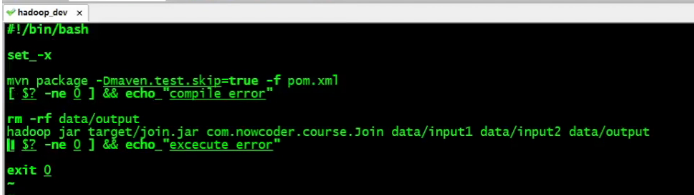 hadoop_dev ×
#!/bin/bash
set -x
mvn package -Dmaven.test.skip=true -f pom.xml
[ $? -ne 0 ] && echo "compile error"
rm -rf data/output
hadoop jar target/join.jar com.nowcoder.course.Join data/input1 data/input2 data/output
[ $? -ne 0 ] && echo "excecute error"
exit 0
~